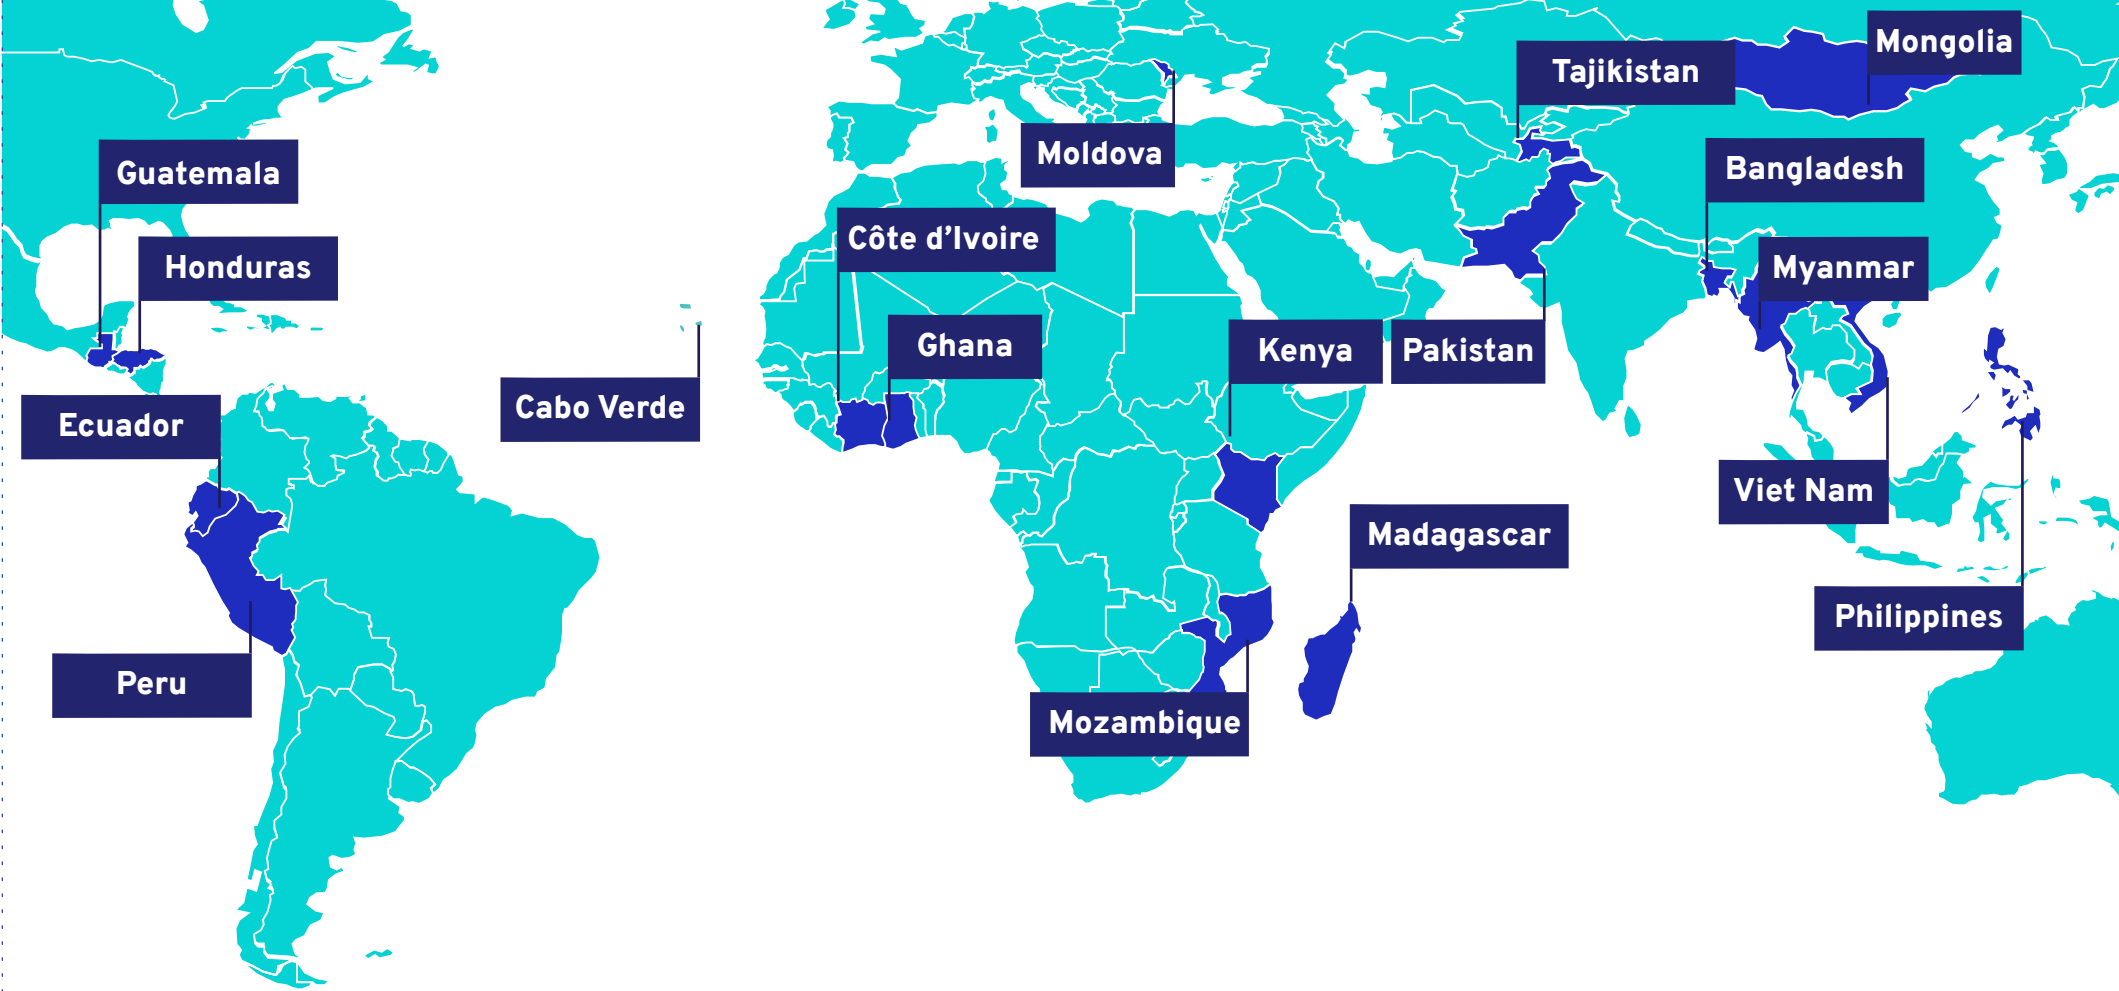 Mongolia
Tajikistan
Moldova
Bangladesh
Guatemala
Côte d’Ivoire
Honduras
Myanmar
Ghana
Kenya
Pakistan
Cabo Verde
Ecuador
Viet Nam
Madagascar
Philippines
Peru
Mozambique